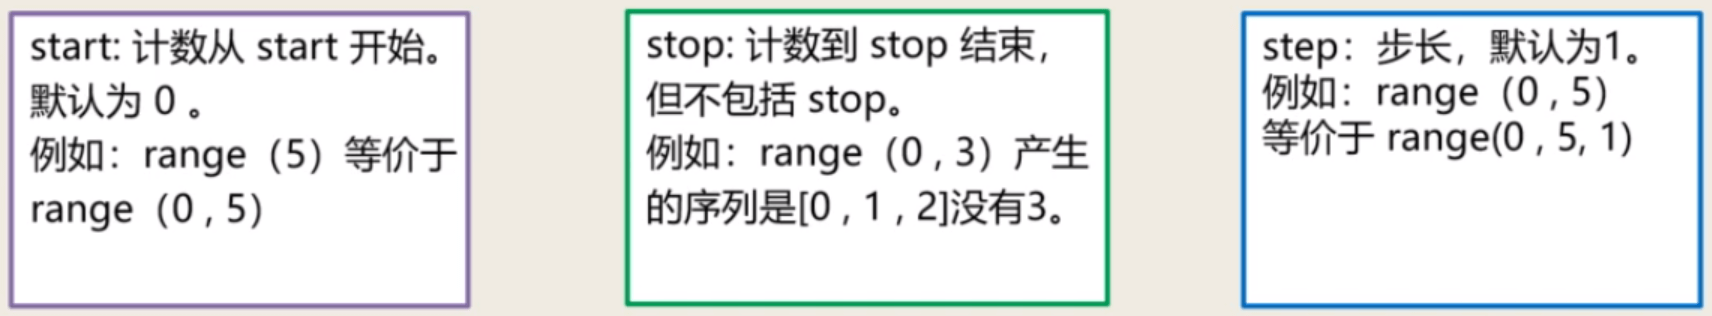 start: 计数从 start 开始。
默认为 0 。
例如：range（5）等价于
range（0 , 5）
stop: 计数到 stop 结束，
但不包括 stop。
例如：range（0 , 3）产生
的序列是[0 , 1 , 2]没有3。
step：步长，默认为1。
例如：range（0 , 5）
等价于 range(0 , 5, 1)